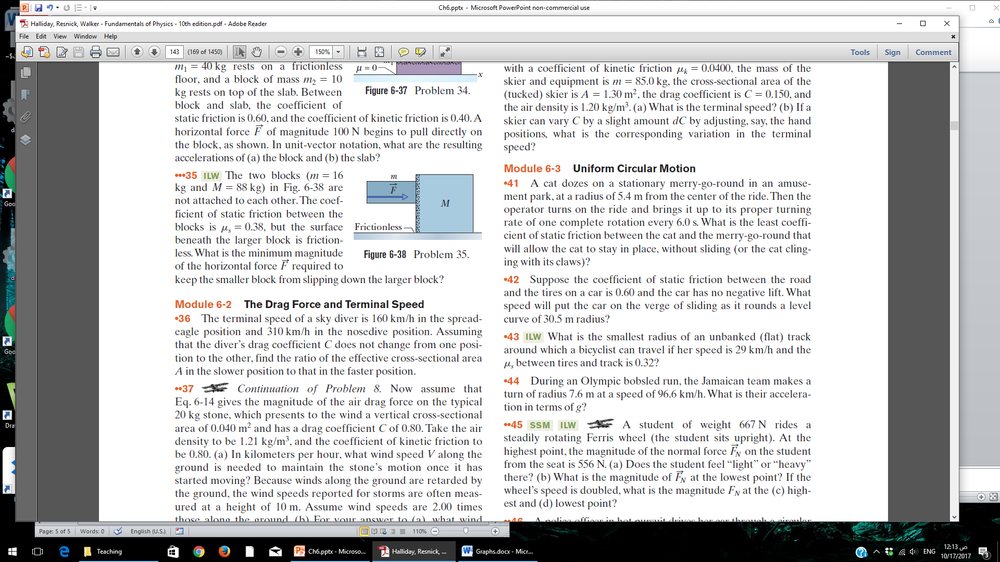 Ch6.pptx - Microsoft PowerPoint non-commercial use
Halliday, Resnick, Walker - Fundamentals of Physics - 10th edition.pdf - Adobe Reader
File Edit View Window Help
143 (169 of 1450) 150% Tools Sign Comment
m₁ = 40 kg rests on a frictionless
floor, and a block of mass m₂ = 10
kg rests on top of the slab. Between
block and slab, the coefficient of
static friction is 0.60, and the coefficient of kinetic friction is 0.40. A
horizontal force F⃗ of magnitude 100 N begins to pull directly on
the block, as shown. In unit-vector notation, what are the resulting
accelerations of (a) the block and (b) the slab?
μ = 0
x
Figure 6-37 Problem 34.
•••35 ILW The two blocks (m = 16
kg and M = 88 kg) in Fig. 6-38 are
not attached to each other. The coef-
ficient of static friction between the
blocks is μₛ = 0.38, but the surface
beneath the larger block is friction-
less. What is the minimum magnitude
of the horizontal force F⃗ required to
keep the smaller block from slipping down the larger block?
m
F⃗
M
Frictionless
Figure 6-38 Problem 35.
Module 6-2 The Drag Force and Terminal Speed
•36 The terminal speed of a sky diver is 160 km/h in the spread-
eagle position and 310 km/h in the nosedive position. Assuming
that the diver's drag coefficient C does not change from one posi-
tion to the other, find the ratio of the effective cross-sectional area
A in the slower position to that in the faster position.
••37 Continuation of Problem 8. Now assume that
Eq. 6-14 gives the magnitude of the air drag force on the typical
20 kg stone, which presents to the wind a vertical cross-sectional
area of 0.040 m² and has a drag coefficient C of 0.80. Take the air
density to be 1.21 kg/m³, and the coefficient of kinetic friction to
be 0.80. (a) In kilometers per hour, what wind speed V along the
ground is needed to maintain the stone's motion once it has
started moving? Because winds along the ground are retarded by
the ground, the wind speeds reported for storms are often meas-
ured at a height of 10 m. Assume wind speeds are 2.00 times
those along the ground. (b) For your answer to (a), what wind
with a coefficient of kinetic friction μₖ = 0.0400, the mass of the
skier and equipment is m = 85.0 kg, the cross-sectional area of the
(tucked) skier is A = 1.30 m², the drag coefficient is C = 0.150, and
the air density is 1.20 kg/m³. (a) What is the terminal speed? (b) If a
skier can vary C by a slight amount dC by adjusting, say, the hand
positions, what is the corresponding variation in the terminal
speed?
Module 6-3 Uniform Circular Motion
•41 A cat dozes on a stationary merry-go-round in an amuse-
ment park, at a radius of 5.4 m from the center of the ride. Then the
operator turns on the ride and brings it up to its proper turning
rate of one complete rotation every 6.0 s. What is the least coeffi-
cient of static friction between the cat and the merry-go-round that
will allow the cat to stay in place, without sliding (or the cat cling-
ing with its claws)?
•42 Suppose the coefficient of static friction between the road
and the tires on a car is 0.60 and the car has no negative lift. What
speed will put the car on the verge of sliding as it rounds a level
curve of 30.5 m radius?
•43 ILW What is the smallest radius of an unbanked (flat) track
around which a bicyclist can travel if her speed is 29 km/h and the
μₛ between tires and track is 0.32?
•44 During an Olympic bobsled run, the Jamaican team makes a
turn of radius 7.6 m at a speed of 96.6 km/h. What is their accelera-
tion in terms of g?
••45 SSM ILW A student of weight 667 N rides a
steadily rotating Ferris wheel (the student sits upright). At the
highest point, the magnitude of the normal force F⃗N on the student
from the seat is 556 N. (a) Does the student feel “light” or “heavy”
there? (b) What is the magnitude of F⃗N at the lowest point? If the
wheel's speed is doubled, what is the magnitude FN at the (c) high-
est and (d) lowest point?
••46 A police officer in hot pursuit drives her car through a circular
Goo
Goo
Dra
Page: 5 of 5 Words: 0 English (U.S.) 110%
Teaching
Ch6.pptx - Microso...
Halliday, Resnick, ...
Graphs.docx - Micr...
ENG
12:13 ص
10/17/2017
3